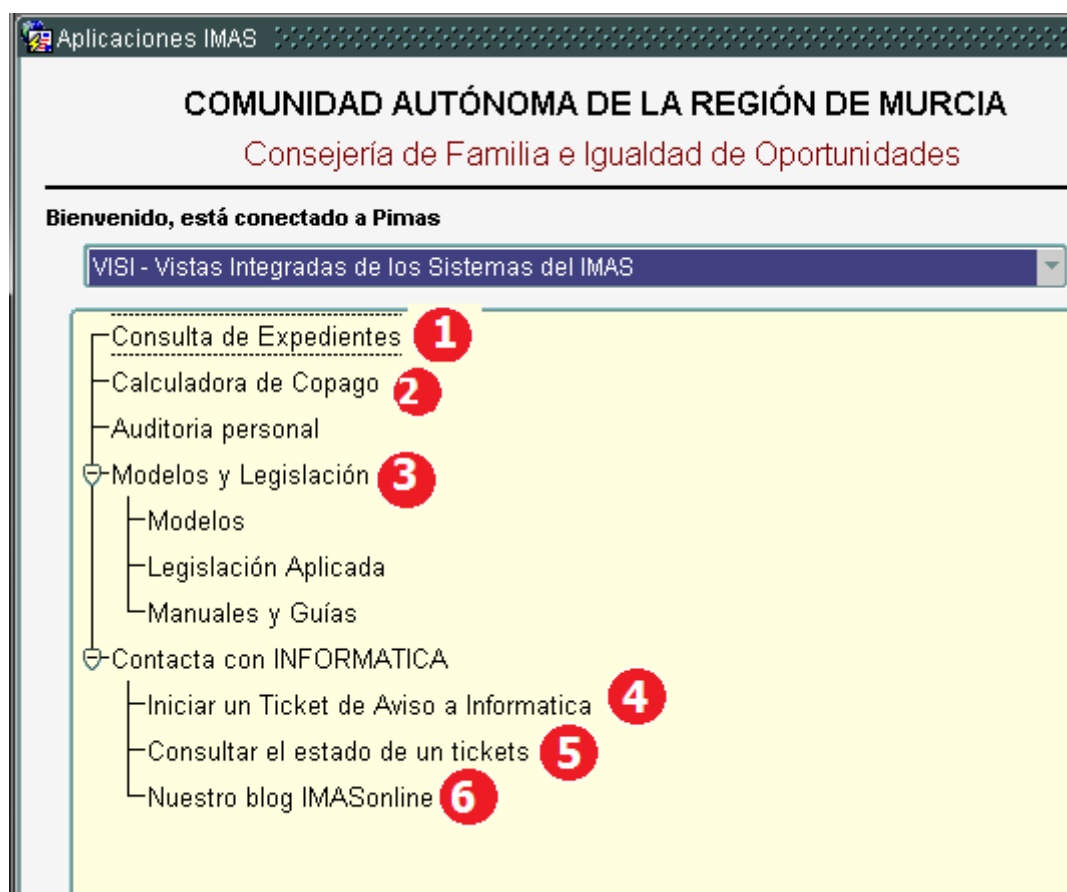 Aplicaciones IMAS
COMUNIDAD AUTÓNOMA DE LA REGIÓN DE MURCIA
Consejería de Familia e Igualdad de Oportunidades
Bienvenido, está conectado a Pimas
VISI - Vistas Integradas de los Sistemas del IMAS
Consulta de Expedientes 1
Calculadora de Copago 2
Auditoria personal
Modelos y Legislación 3
Modelos
Legislación Aplicada
Manuales y Guías
Contacta con INFORMATICA
Iniciar un Ticket de Aviso a Informatica 4
Consultar el estado de un tickets 5
Nuestro blog IMASonline 6